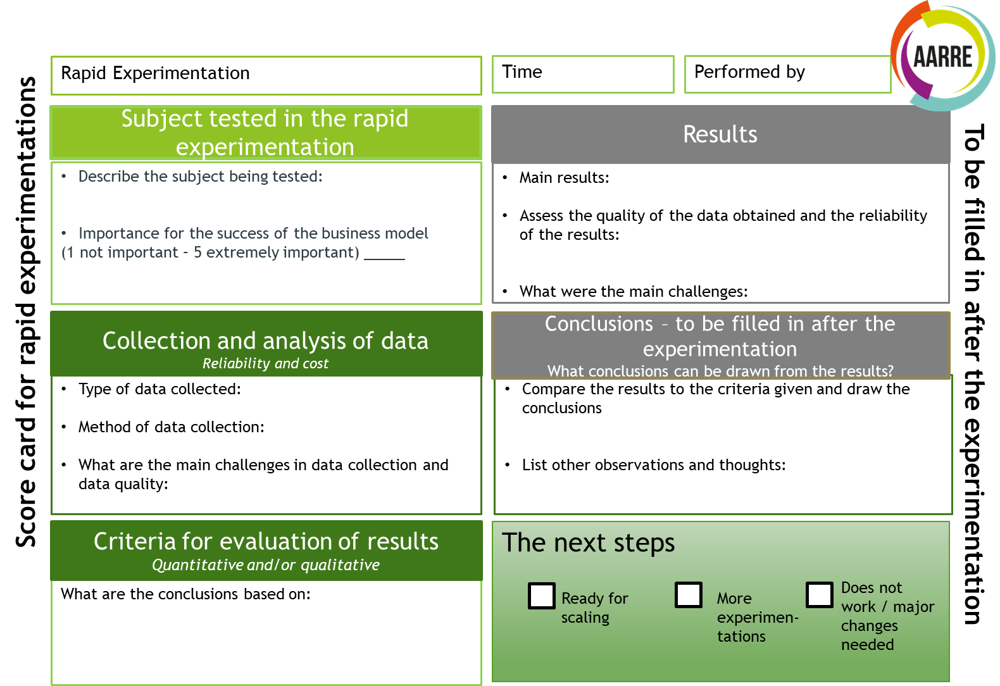 Score card for rapid experimentations
Rapid Experimentation
Time
Performed by
AARRE
Subject tested in the rapid
experimentation
• Describe the subject being tested:
• Importance for the success of the business model
(1 not important – 5 extremely important) _____
Collection and analysis of data
Reliability and cost
• Type of data collected:
• Method of data collection:
• What are the main challenges in data collection and
data quality:
Criteria for evaluation of results
Quantitative and/or qualitative
What are the conclusions based on:
Results
• Main results:
• Assess the quality of the data obtained and the reliability
of the results:
• What were the main challenges:
Conclusions – to be filled in after the
experimentation
What conclusions can be drawn from the results?
• Compare the results to the criteria given and draw the
conclusions
• List other observations and thoughts:
The next steps
Ready for
scaling
More
experimen-
tations
Does not
work / major
changes
needed
To be filled in after the experimentation